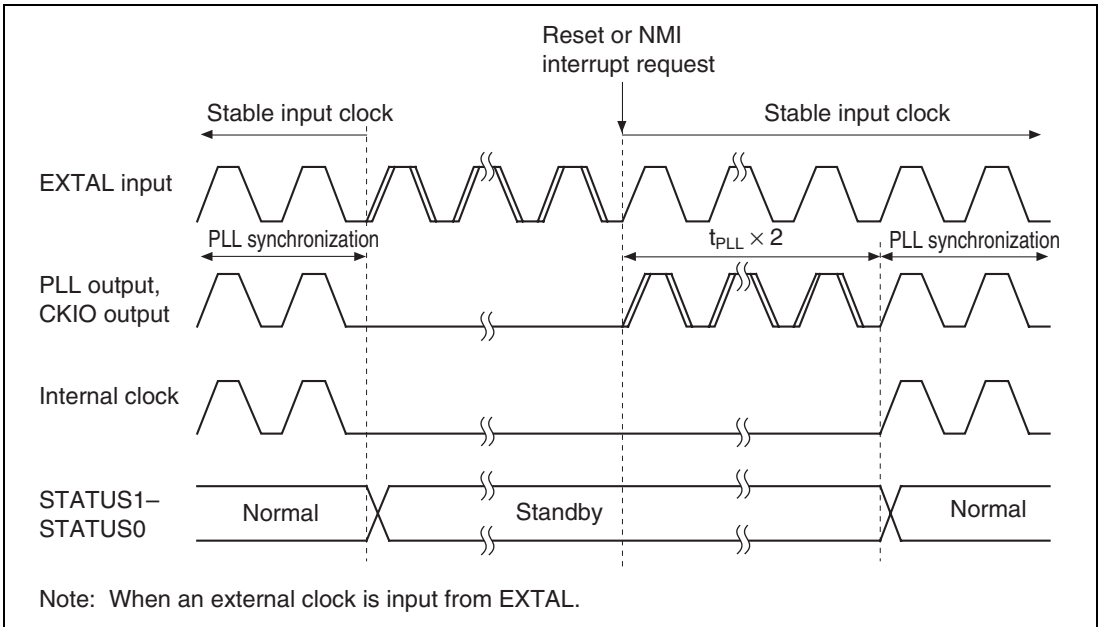 Reset or NMI
interrupt request
Stable input clock
Stable input clock
EXTAL input
PLL synchronization
tPLL × 2
PLL synchronization
PLL output,
CKIO output
Internal clock
STATUS1–
STATUS0
Normal
Standby
Normal
Note: When an external clock is input from EXTAL.